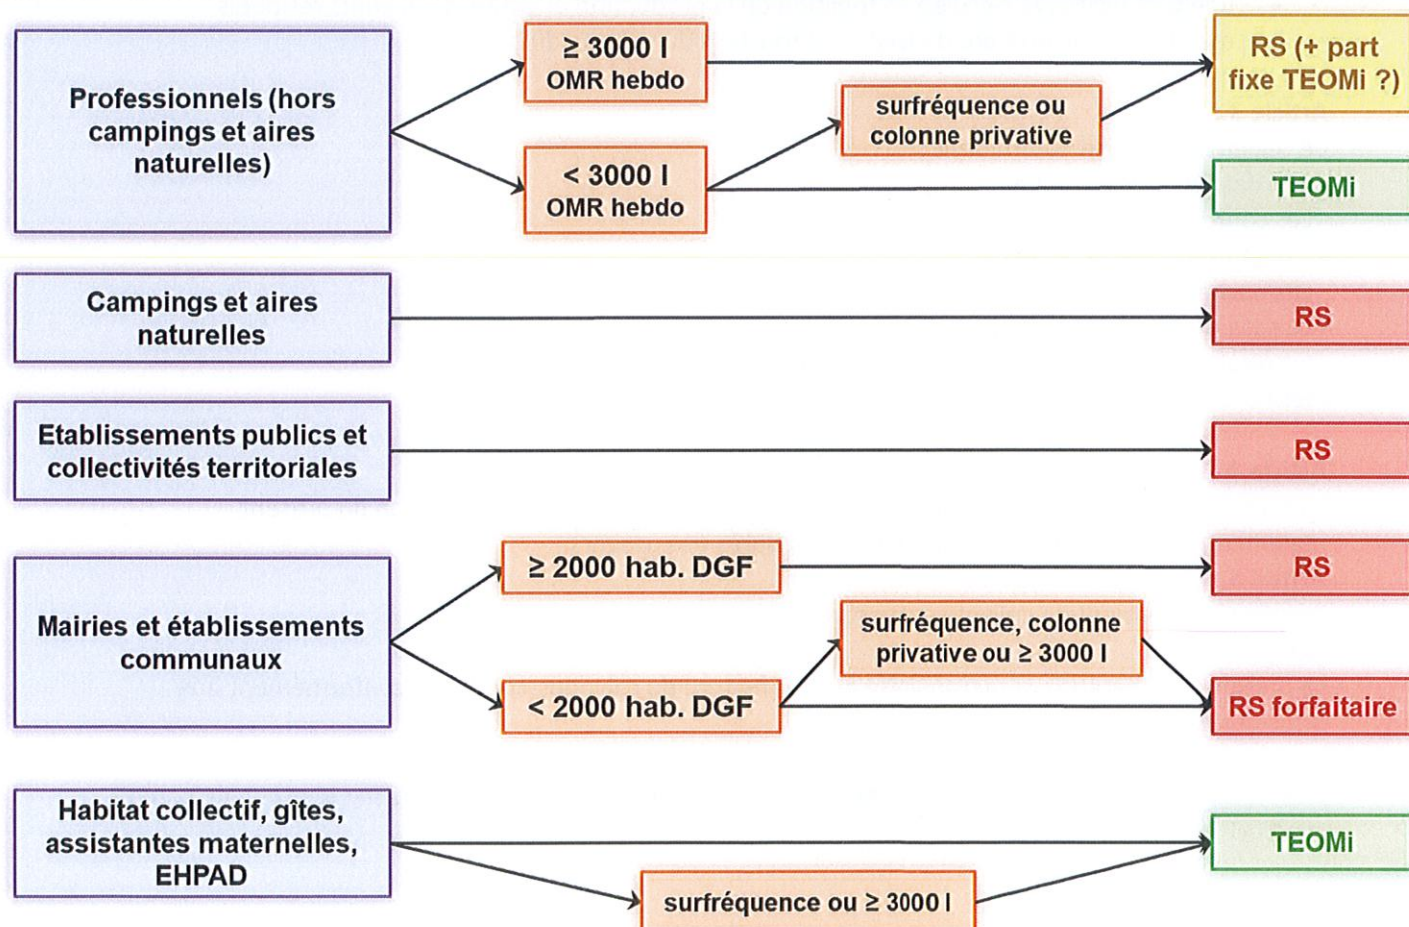 Professionnels (hors
campings et aires
naturelles)
≥ 3000 l
OMR hebdo
< 3000 l
OMR hebdo
surfréquence ou
colonne privative
RS (+ part
fixe TEOMi ?)
TEOMi
Campings et aires
naturelles
RS
Etablissements publics et
collectivités territoriales
RS
Mairies et établissements
communaux
≥ 2000 hab. DGF
< 2000 hab. DGF
surfréquence, colonne
privative ou ≥ 3000 l
RS
RS forfaitaire
Habitat collectif, gîtes,
assistantes maternelles,
EHPAD
surfréquence ou ≥ 3000 l
TEOMi